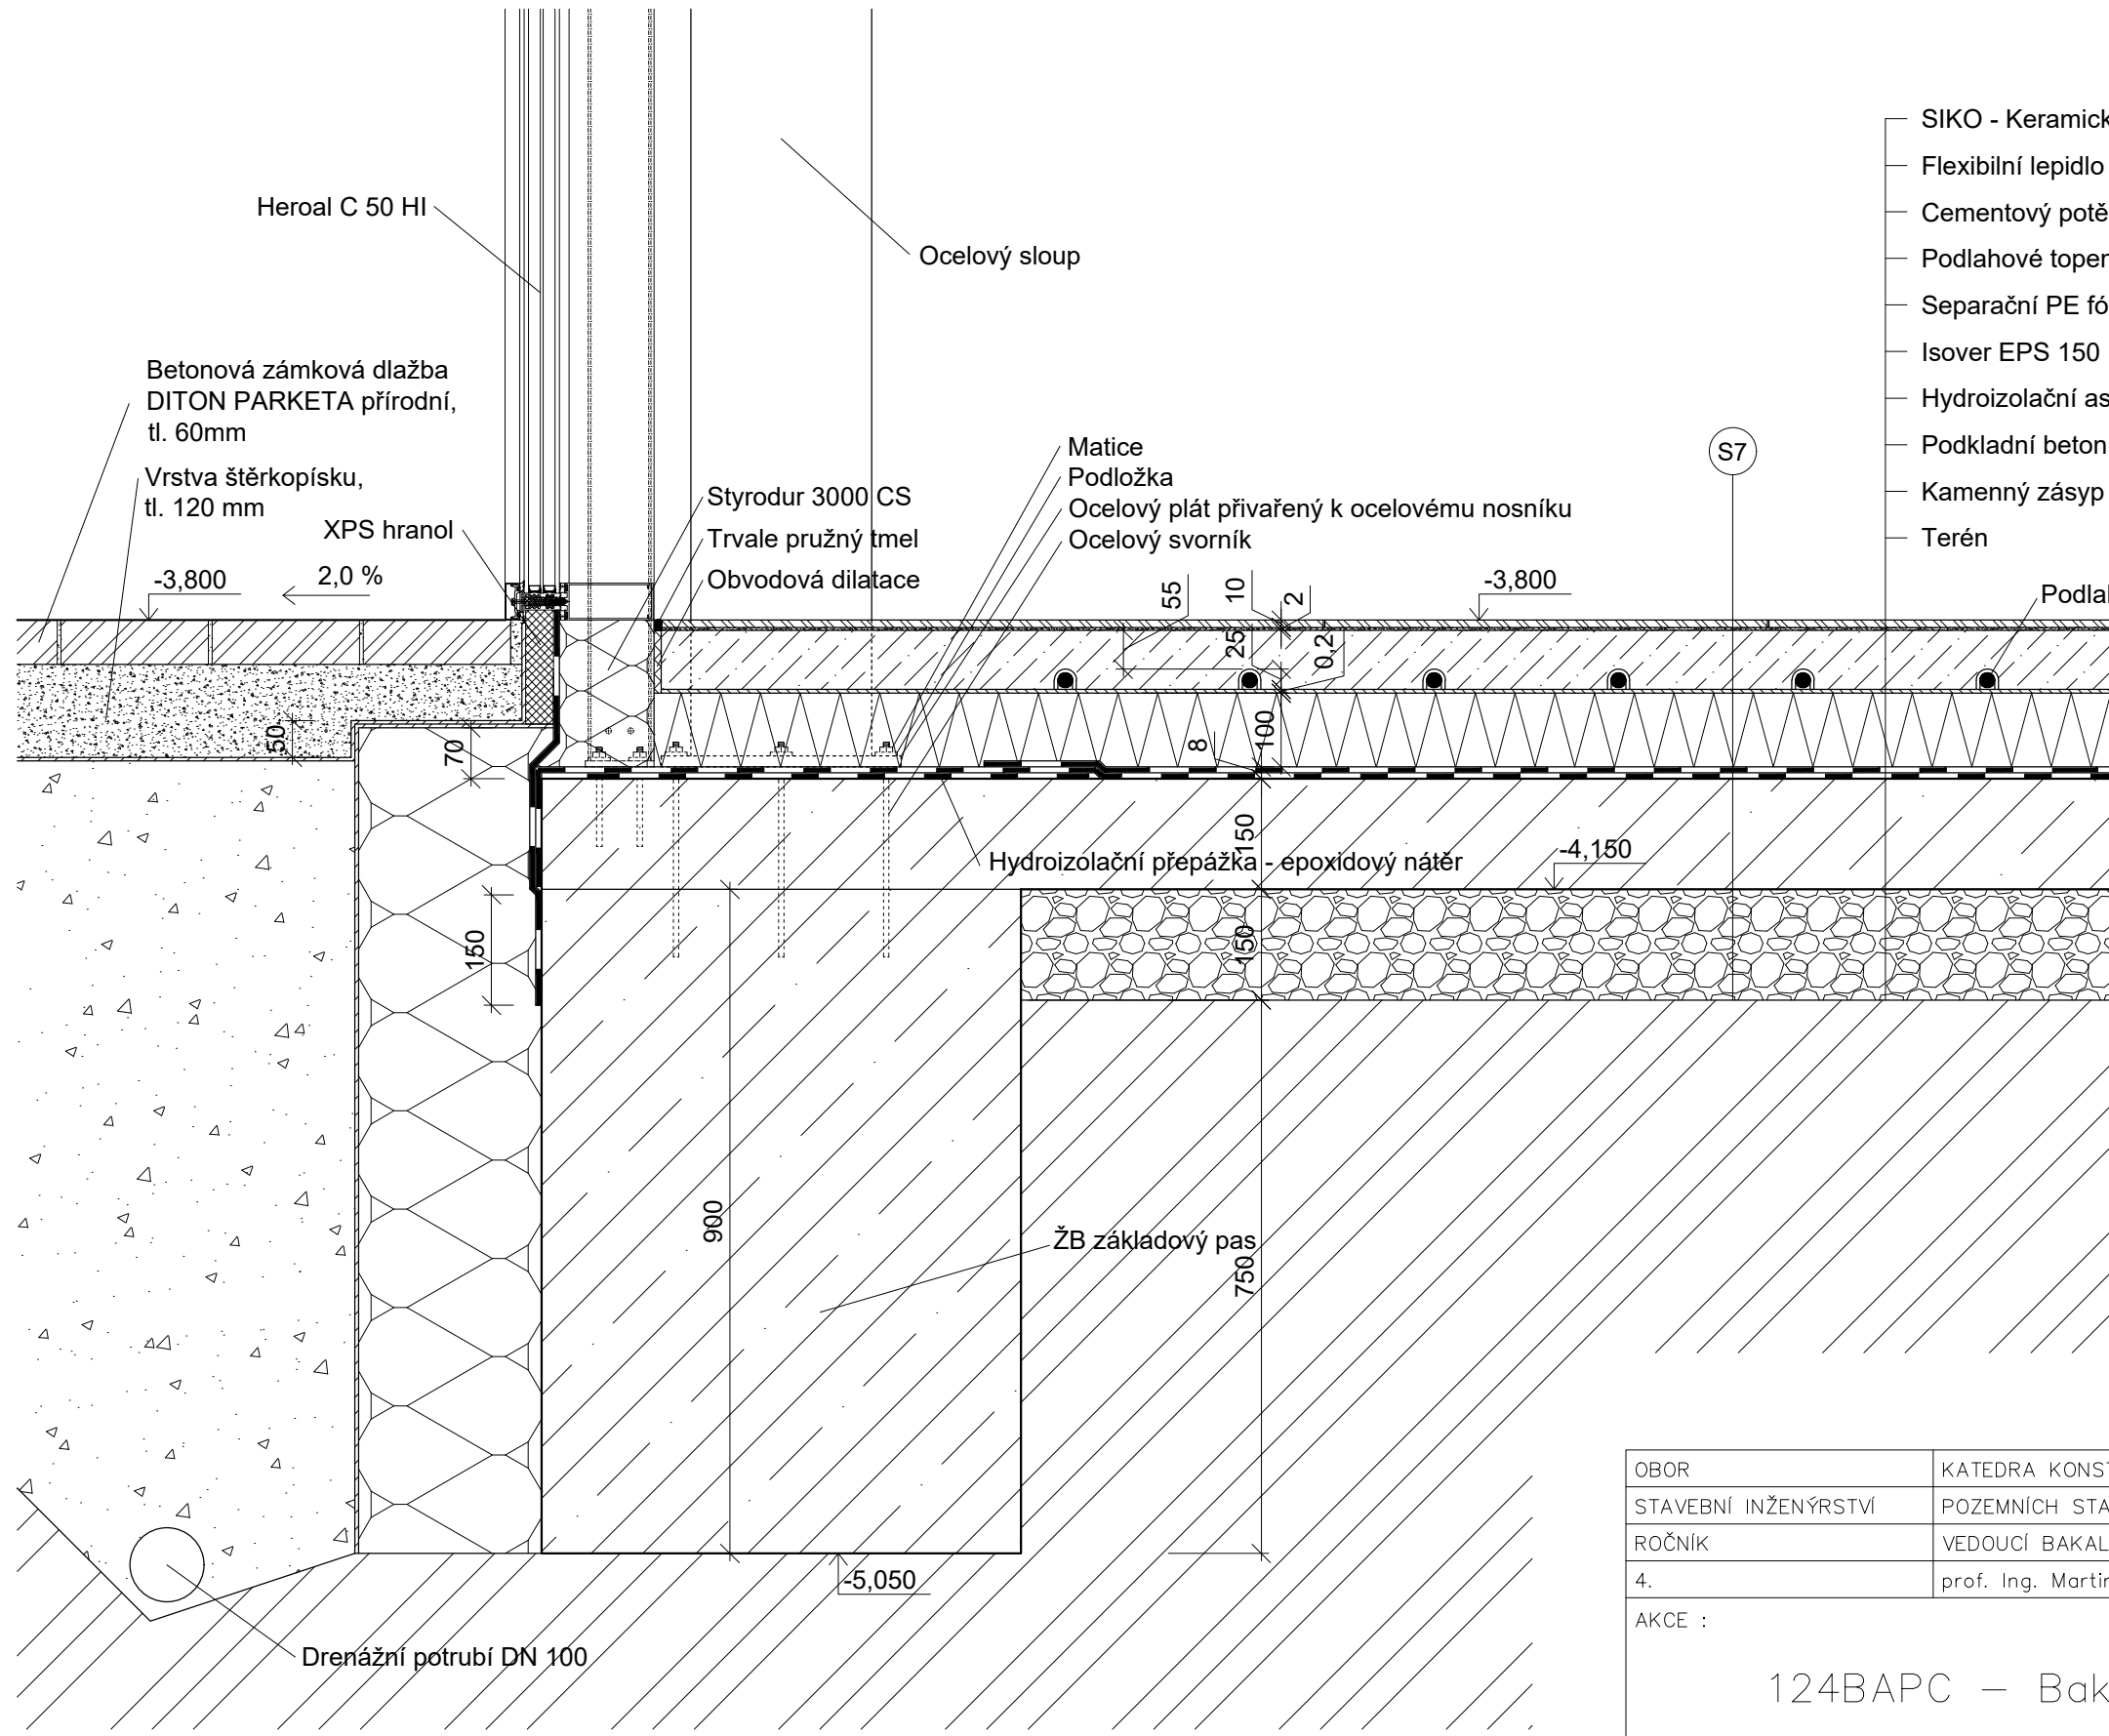 Heroal C 50 HI
Ocelový sloup
Betonová zámková dlažba
DITON PARKETA přírodní,
tl. 60mm
Vrstva štěrkopísku,
tl. 120 mm
XPS hranol
-3,800
2,0 %
Styrodur 3000 CS
Trvale pružný tmel
Obvodová dilatace
Matice
Podložka
Ocelový plát přivařený k ocelovému nosníku
Ocelový svorník
SIKO - Keramick
Flexibilní lepidlo
Cementový potě
Podlahové topen
Separační PE fó
Isover EPS 150
Hydroizolační as
Podkladní beton
Kamenný zásyp
Terén
S7
-3,800
Podlah
55
10
2
25
0,2
50
70
8
100
150
Hydroizolační přepážka - epoxidový nátěr
-4,150
150
150
900
750
ŽB základový pas
-5,050
Drenážní potrubí DN 100
OBOR
KATEDRA KONST
STAVEBNÍ INŽENÝRSTVÍ
POZEMNÍCH STA
ROČNÍK
VEDOUCÍ BAKAL
4.
prof. Ing. Martin
AKCE :
124BAPC – Bak